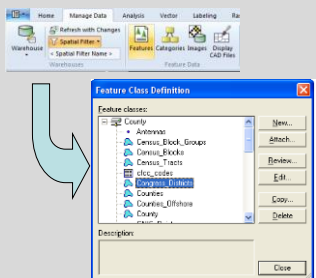 Home Manage Data Analysis Vector Labeling Ra
Warehouse
Refresh with Changes
Spatial Filter
< Spatial Filter Name >
Warehouses
Features Categories Images Display CAD Files
Feature Data
Feature Class Definition
Feature classes:
County
Antennas
Census_Block_Groups
Census_Blocks
Census_Tracts
cfcc_codes
Congress_Districts
Counties
Counties_Offshore
County
New...
Attach...
Review...
Edit...
Copy...
Delete
Description:
Close